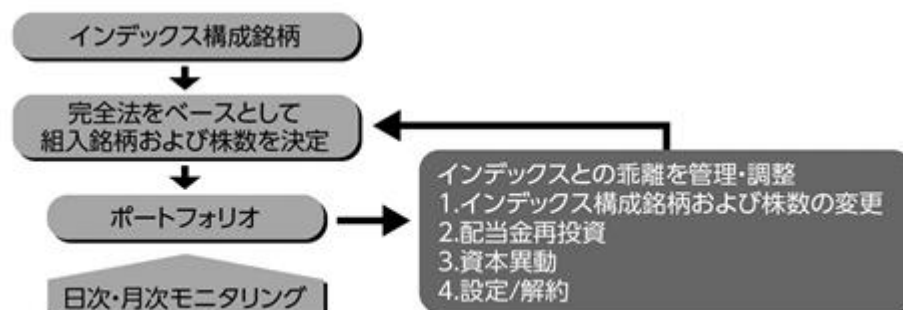 インデックス構成銘柄
完全法をベースとして
組入銘柄および株数を決定
ポートフォリオ
日次・月次モニタリング
インデックスとの乖離を管理・調整
1.インデックス構成銘柄および株数の変更
2.配当金再投資
3.資本異動
4.設定/解約